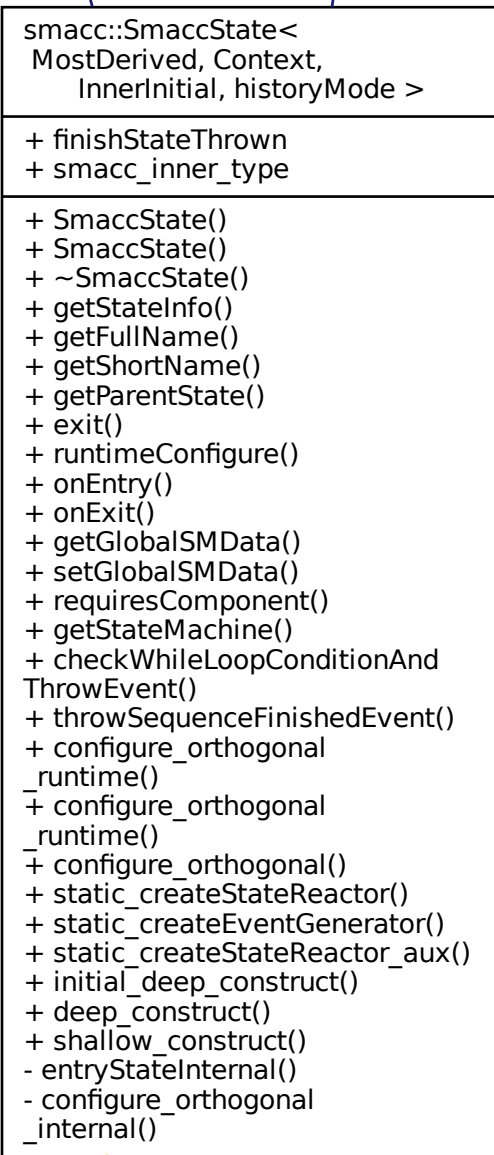 smacc::SmaccState<
MostDerived, Context,
InnerInitial, historyMode >
+ finishStateThrown
+ smacc_inner_type
+ SmaccState()
+ SmaccState()
+ ~SmaccState()
+ getStateInfo()
+ getFullName()
+ getShortName()
+ getParentState()
+ exit()
+ runtimeConfigure()
+ onEntry()
+ onExit()
+ getGlobalSMData()
+ setGlobalSMData()
+ requiresComponent()
+ getStateMachine()
+ checkWhileLoopConditionAnd
ThrowEvent()
+ throwSequenceFinishedEvent()
+ configure_orthogonal
_runtime()
+ configure_orthogonal
_runtime()
+ configure_orthogonal()
+ static_createStateReactor()
+ static_createEventGenerator()
+ static_createStateReactor_aux()
+ initial_deep_construct()
+ deep_construct()
+ shallow_construct()
- entryStateInternal()
- configure_orthogonal
_internal()